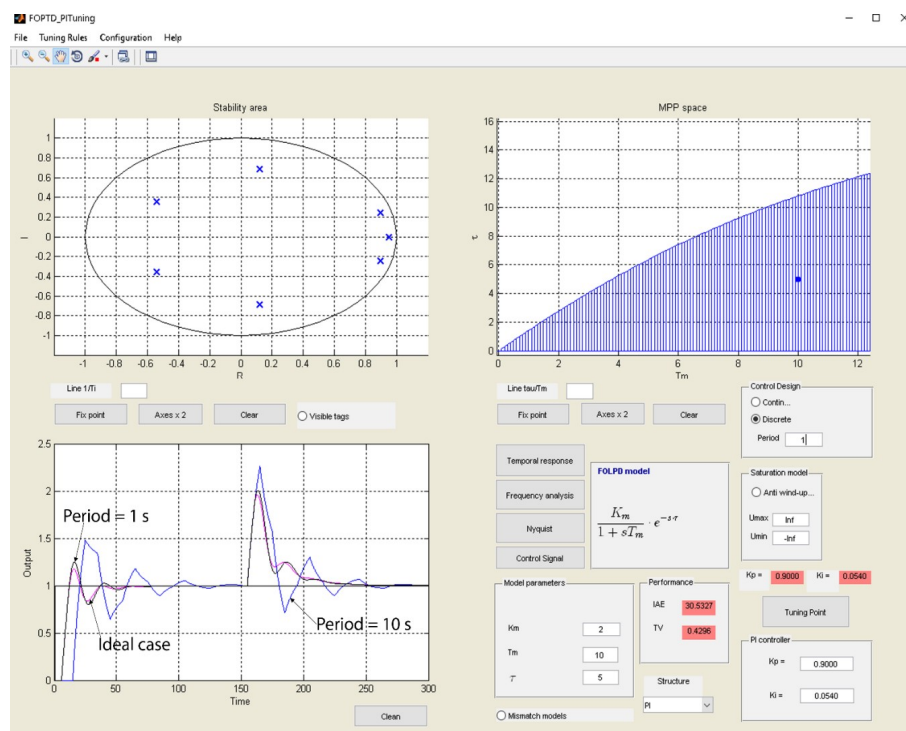 FOPTD_PITuning
File Tuning Rules Configuration Help
Stability area
1
0.8
0.6
0.4
0.2
0
-0.2
-0.4
-0.6
-0.8
-1
I
-1 -0.8 -0.6 -0.4 -0.2 0 0.2 0.4 0.6 0.8 1
R
Line 1/Ti
Fix point Axes x 2 Clear Visible tags
MPP space
16
14
12
10
8
6
4
2
0
τ
0 2 4 6 8 10 12
Tm
Line tau/Tm
Fix point Axes x 2 Clear
Control Design
Contin...
Discrete
Period 1
2.5
2
1.5
1
0.5
0
Output
Period = 1 s
Ideal case
Period = 10 s
0 50 100 150 200 250 300
Time
Clean
Temporal response
Frequency analysis
Nyquist
Control Signal
FOLPD model
Km / 1 + sTm · e^-s·τ
Saturation model
Anti wind-up...
Umax Inf
Umin -Inf
Kp = 0.9000 Ki = 0.0540
Tuning Point
Model parameters
Km 2
Tm 10
τ 5
Mismatch models
Performance
IAE 30.5327
TV 0.4296
Structure
PI
PI controller
Kp = 0.9000
Ki = 0.0540